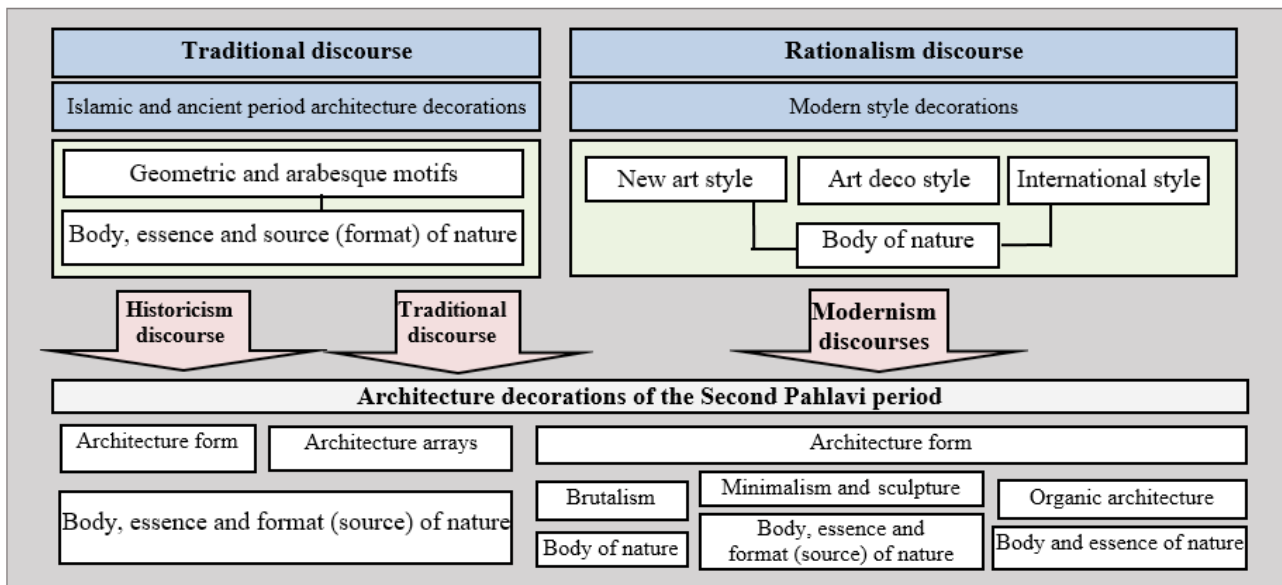 Traditional discourse
Rationalism discourse
Islamic and ancient period architecture decorations
Modern style decorations
Geometric and arabesque motifs
Body, essence and source (format) of nature
New art style
Art deco style
International style
Body of nature
Historicism
discourse
Traditional
discourse
Modernism
discourses
Architecture decorations of the Second Pahlavi period
Architecture form
Architecture arrays
Architecture form
Body, essence and format (source) of nature
Brutalism
Minimalism and sculpture
Organic architecture
Body of nature
Body, essence and
format (source) of nature
Body and essence of nature